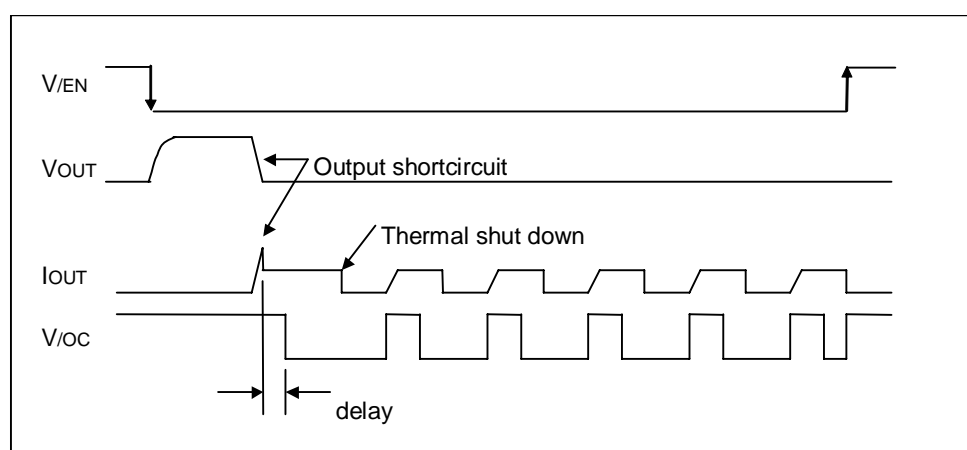 V/EN
VOUT
Output shortcircuit
Thermal shut down
IOUT
V/OC
delay